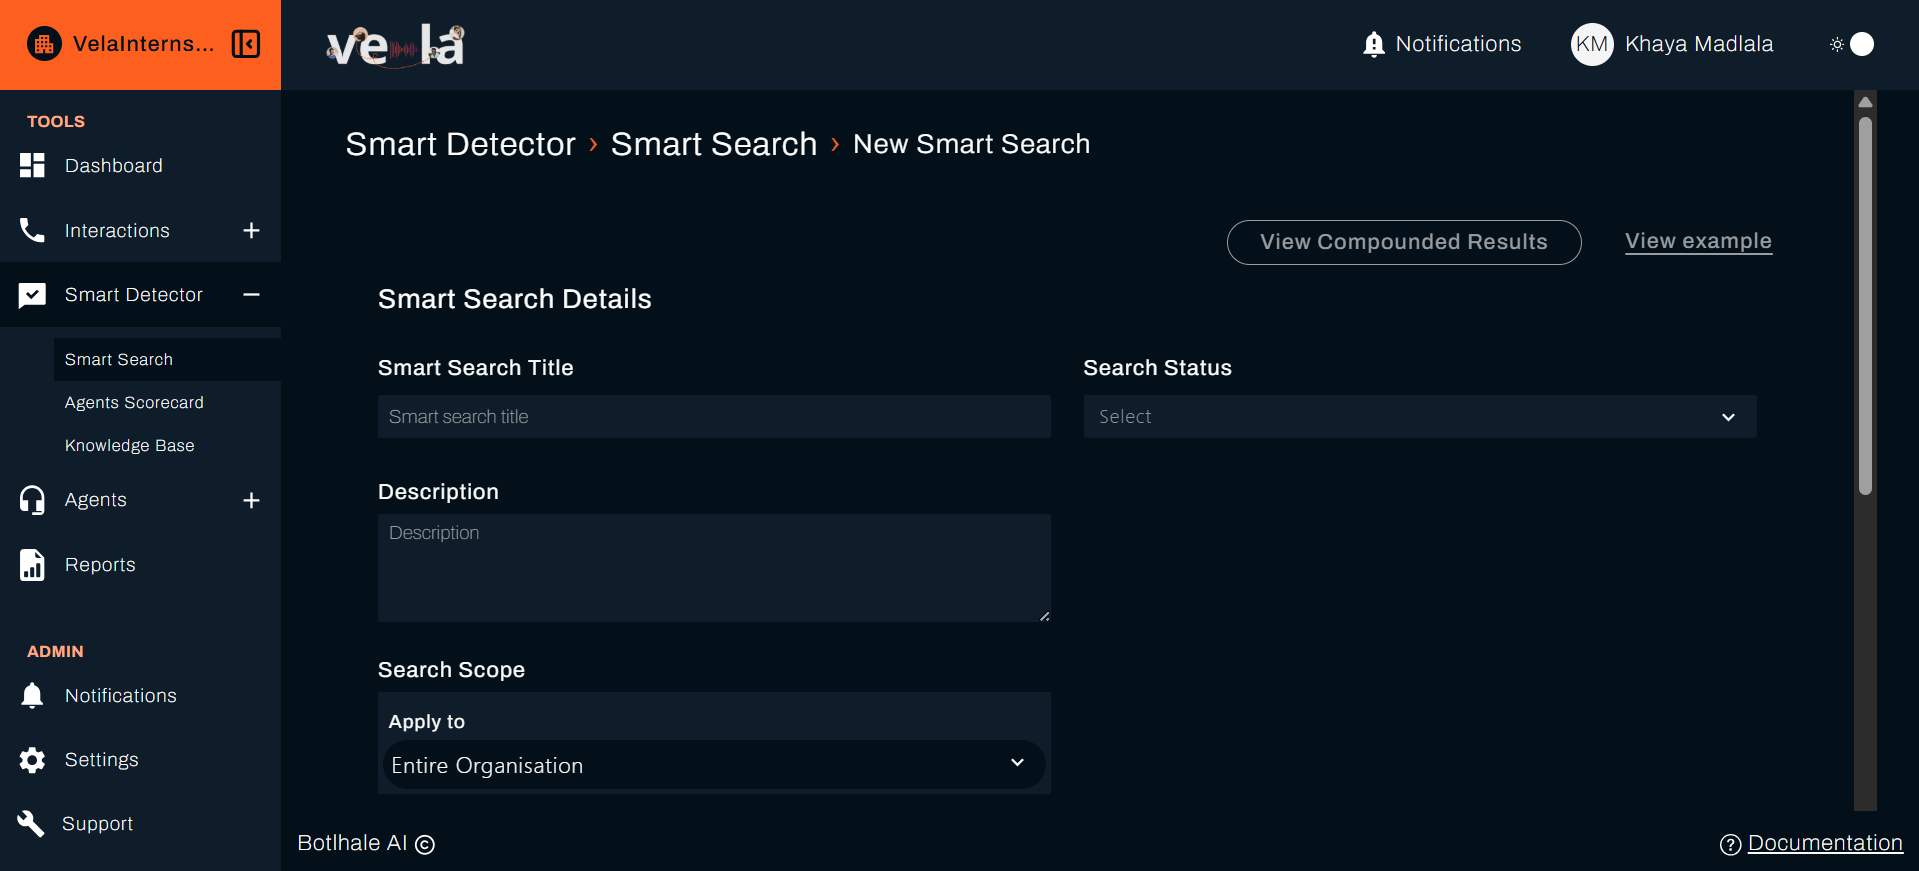 VelaInterns...
vela
Notifications
KM
Khaya Madlala
TOOLS
Dashboard
Interactions
Smart Detector
Smart Search
Agents Scorecard
Knowledge Base
Agents
Reports
ADMIN
Notifications
Settings
Support
Smart Detector › Smart Search › New Smart Search
View Compounded Results
View example
Smart Search Details
Smart Search Title
Smart search title
Search Status
Select
Description
Description
Search Scope
Apply to
Entire Organisation
Botlhale AI ©
Documentation